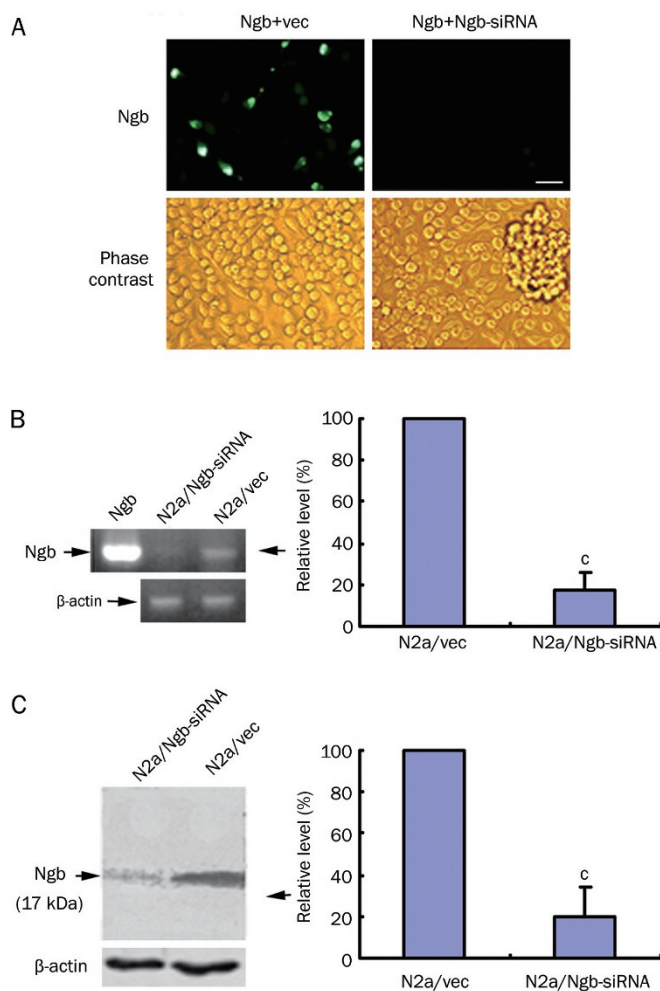 A
Ngb+vec
Ngb+Ngb-siRNA
Ngb
Phase
contrast
B
Ngb
N2a/Ngb-siRNA
N2a/vec
Ngb
β-actin
Relative level (%)
100
80
60
40
20
0
c
N2a/vec
N2a/Ngb-siRNA
C
N2a/Ngb-siRNA
N2a/vec
Ngb
(17 kDa)
β-actin
Relative level (%)
100
80
60
40
20
0
c
N2a/vec
N2a/Ngb-siRNA